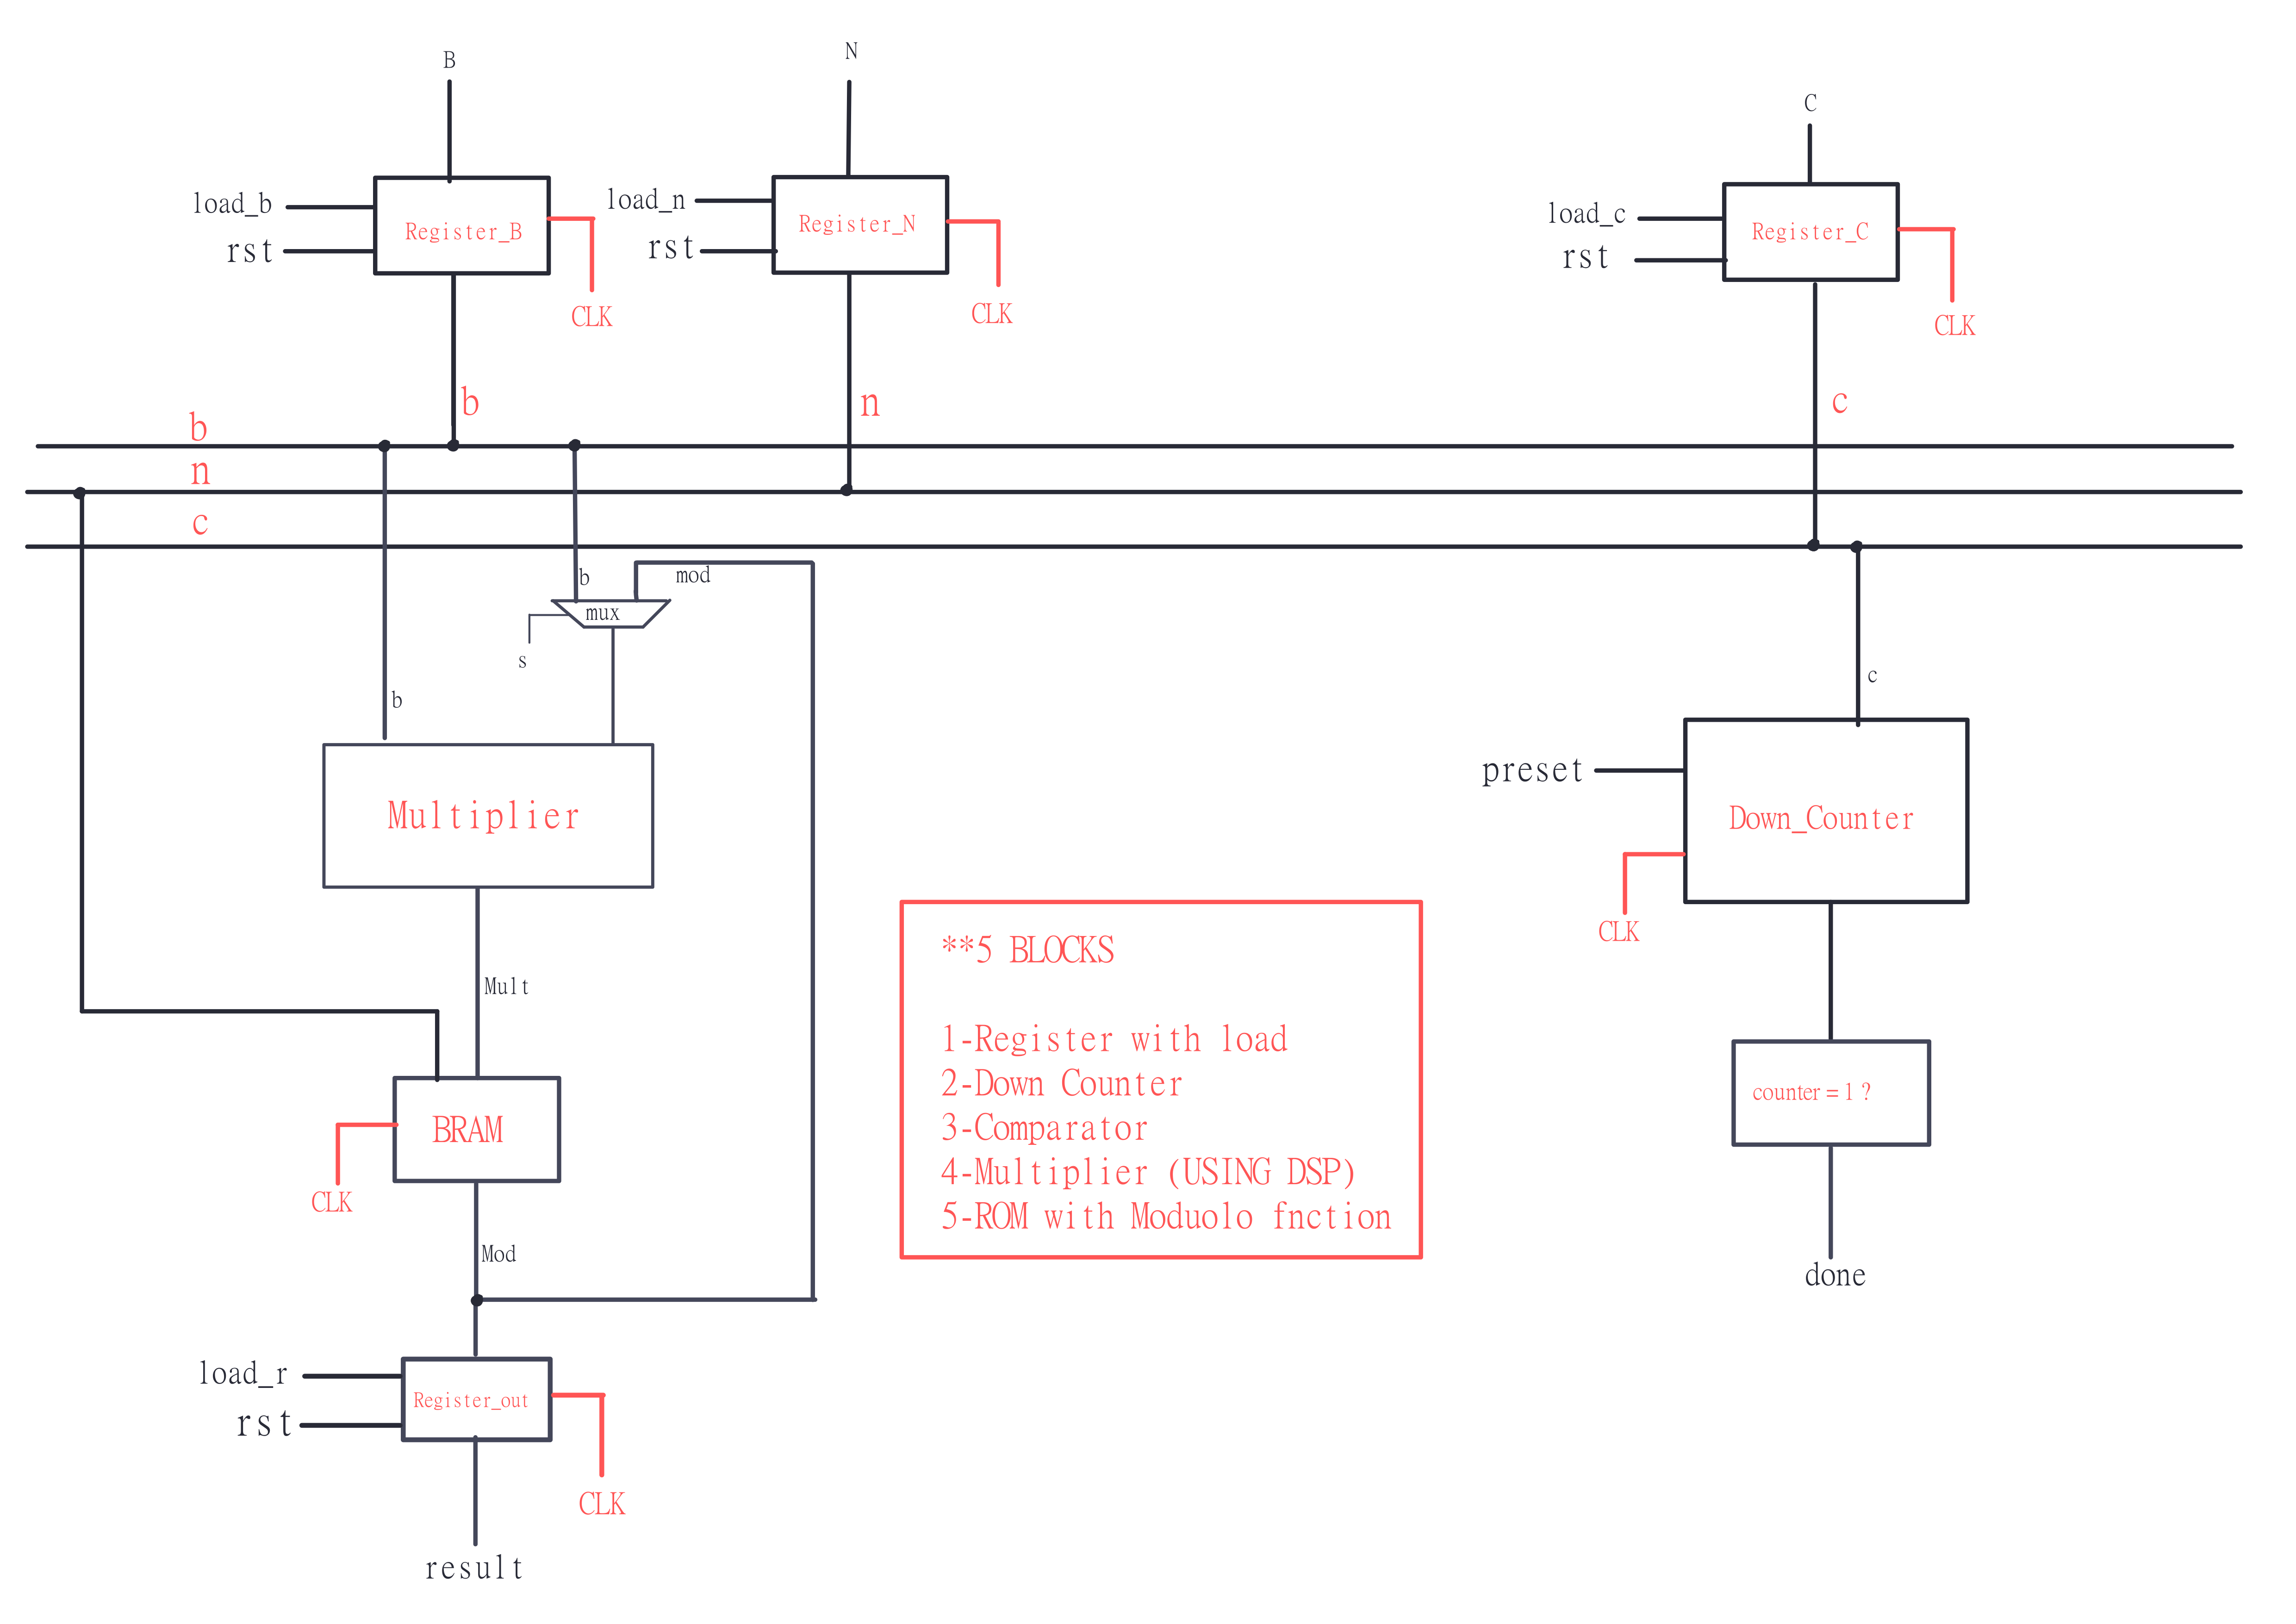 B
N
C
load_b
rst
Register_B
CLK
load_n
rst
Register_N
CLK
load_c
rst
Register_C
CLK
b
n
c
b
n
c
b
mod
mux
s
b
c
Multiplier
preset
Down_Counter
CLK
Mult
**5 BLOCKS
1-Register with load
2-Down Counter
3-Comparator
4-Multiplier (USING DSP)
5-ROM with Moduolo fnction
counter = 1 ?
BRAM
CLK
Mod
done
load_r
rst
Register_out
CLK
result